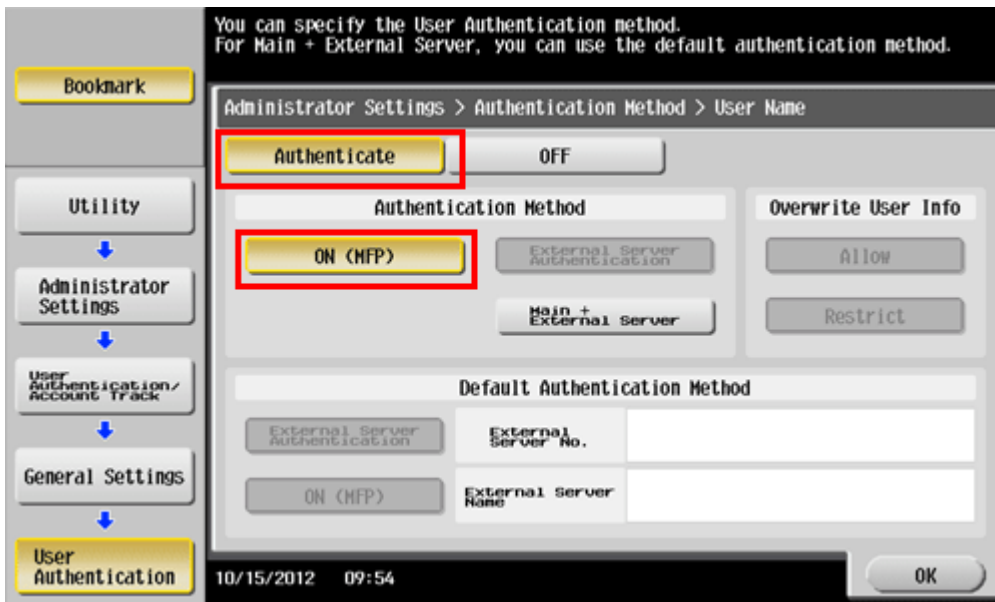 You can specify the User Authentication method.
For Main + External Server, you can use the default authentication method.
Bookmark
Administrator Settings > Authentication Method > User Name
Authenticate
OFF
Utility
Administrator
Settings
User
Authentication/
Account Track
General Settings
User
Authentication
Authentication Method
ON (MFP)
External Server
Authentication
Main +
External Server
Overwrite User Info
Allow
Restrict
Default Authentication Method
External Server
Authentication
External
Server No.
ON (MFP)
External Server
Name
10/15/2012 09:54
OK